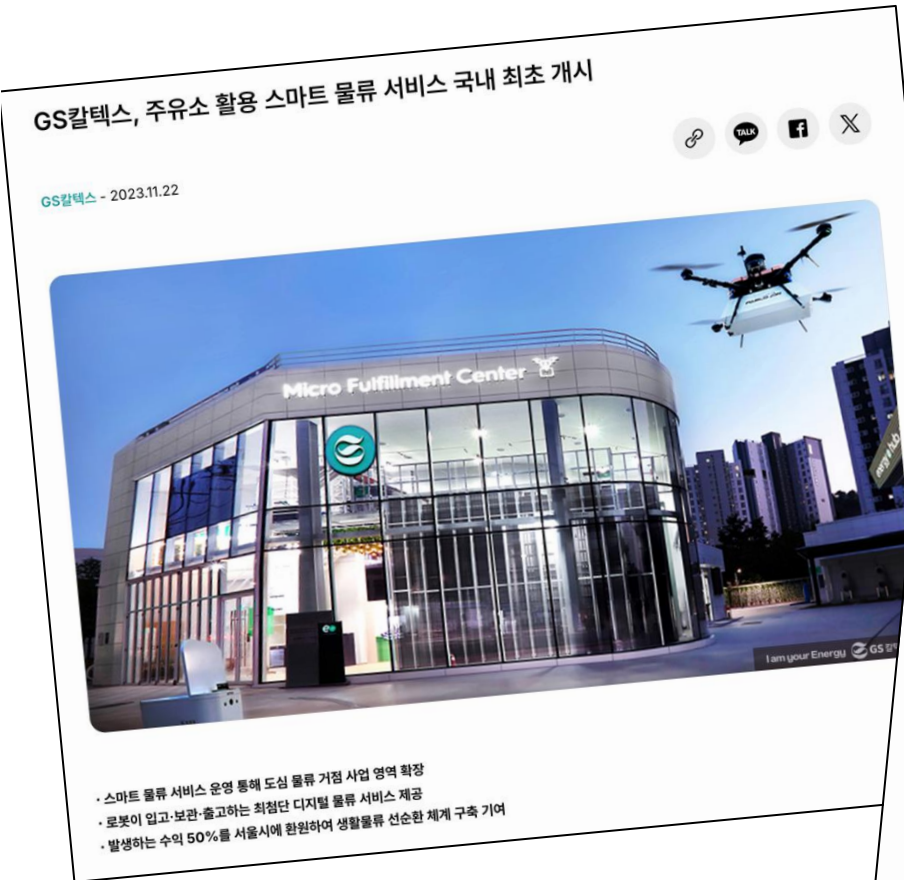 GS칼텍스, 주유소 활용 스마트 물류 서비스 국내 최초 개시
TALK
GS칼텍스 - 2023.11.22
Micro Fulfillment Center
I am your Energy GS
· 스마트 물류 서비스 운영 통해 도심 물류 거점 사업 영역 확장
· 로봇이 입고·보관·출고하는 최첨단 디지털 물류 서비스 제공
· 발생하는 수익 50%를 서울시에 환원하여 생활물류 선순환 체계 구축 기여